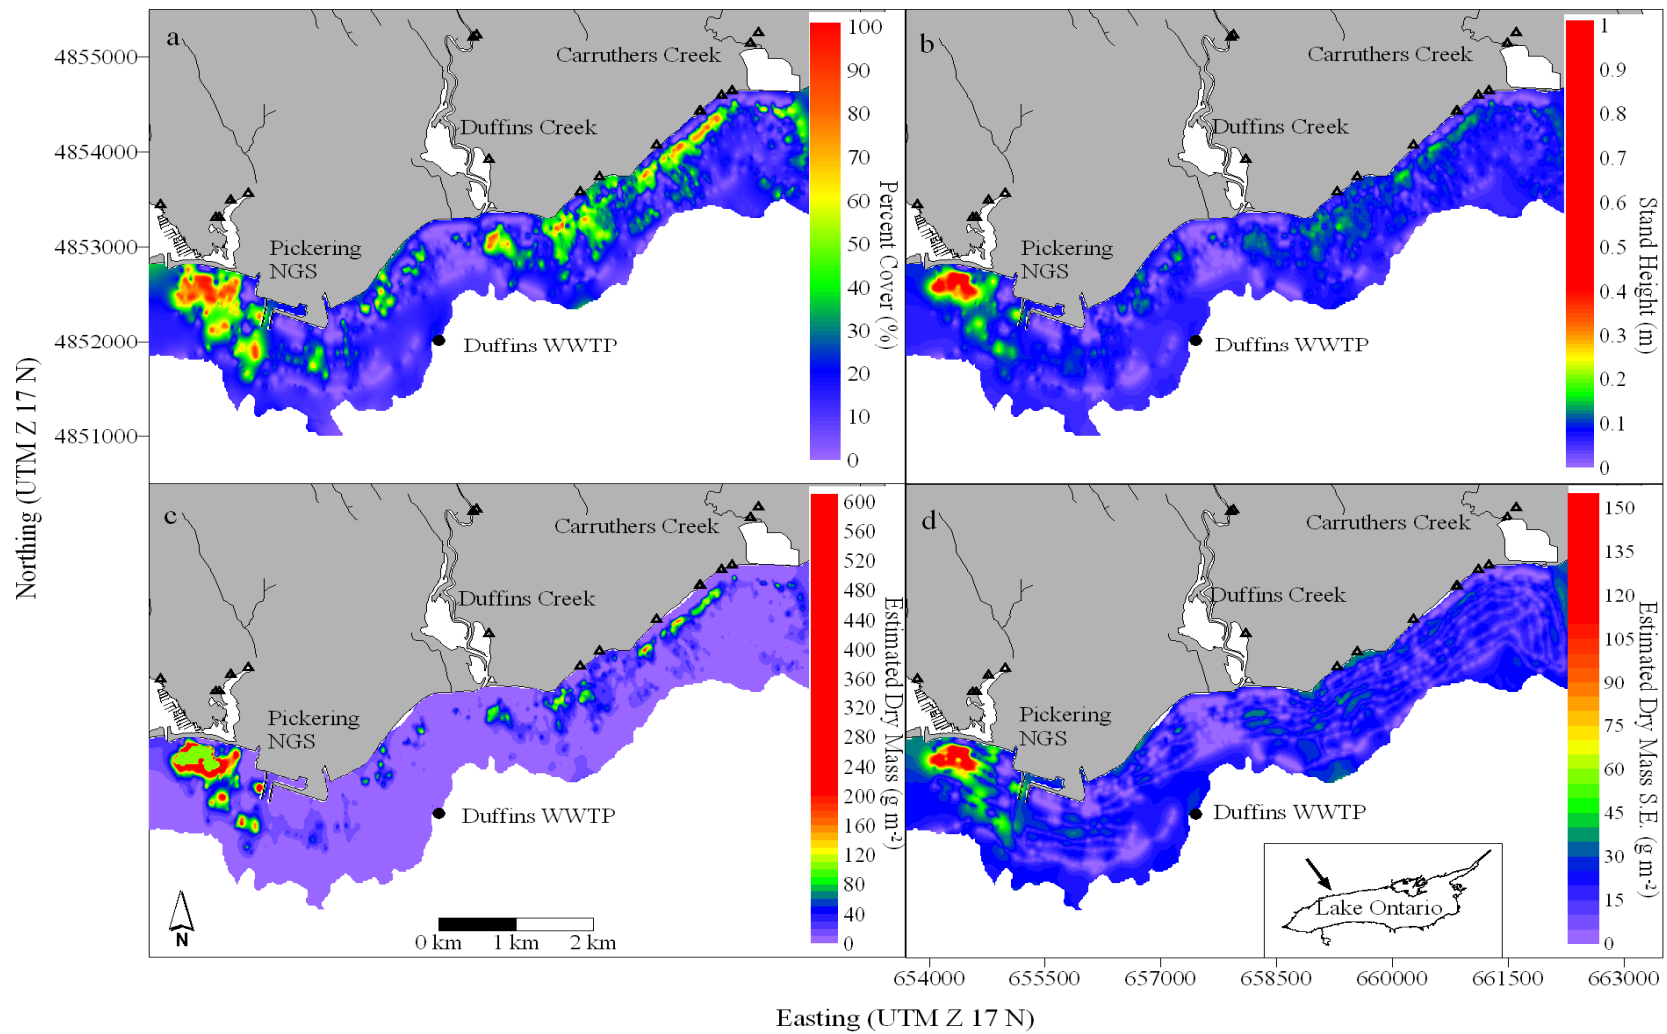 a
Carruthers Creek
Duffins Creek
Pickering
NGS
Duffins WWTP
100
90
80
70
60
50
40
30
20
10
0
Percent Cover (%)
b
Carruthers Creek
Duffins Creek
Pickering
NGS
Duffins WWTP
1
0.9
0.8
0.7
0.6
0.5
0.4
0.3
0.2
0.1
0
Stand Height (m)
4855000
4854000
4853000
4852000
4851000
Northing (UTM Z 17 N)
c
Carruthers Creek
Duffins Creek
Pickering
NGS
Duffins WWTP
N
0 km 1 km 2 km
600
560
520
480
440
400
360
320
280
240
200
160
120
80
40
0
Estimated Dry Mass (g m-2)
d
Carruthers Creek
Duffins Creek
Pickering
NGS
Duffins WWTP
Lake Ontario
150
135
120
105
90
75
60
45
30
15
0
Estimated Dry Mass S.E. (g m-2)
654000 655500 657000 658500 660000 661500 663000
Easting (UTM Z 17 N)